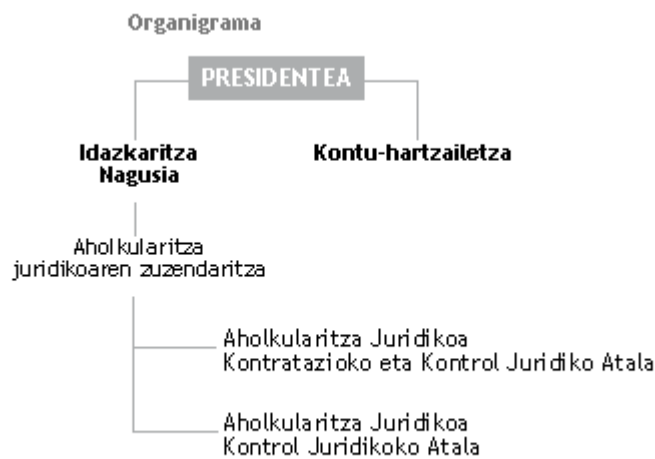 Organigrama
PRESIDENTEA
Idazkaritza
Nagusia
Kontu-hartzailetza
Aholkularitza
juridikoaren zuzendaritza
Aholkularitza Juridikoa
Kontratazioko eta Kontrol Juridiko Atala
Aholkularitza Juridikoa
Kontrol Juridikoko Atala